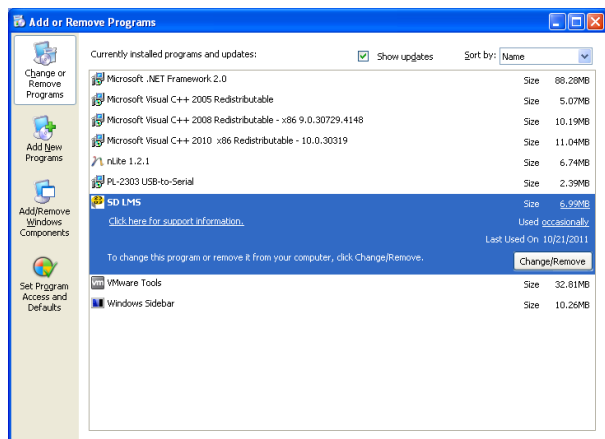 Add or Remove Programs
Change or
Remove
Programs
Add New
Programs
Add/Remove
Windows
Components
Set Program
Access and
Defaults
Currently installed programs and updates:
Show updates
Sort by: Name
Microsoft .NET Framework 2.0 Size 88.28MB
Microsoft Visual C++ 2005 Redistributable Size 5.07MB
Microsoft Visual C++ 2008 Redistributable - x86 9.0.30729.4148 Size 10.19MB
Microsoft Visual C++ 2010 x86 Redistributable - 10.0.30319 Size 11.04MB
nLite 1.2.1 Size 6.74MB
PL-2303 USB-to-Serial Size 2.39MB
SD LMS Size 6.99MB
Click here for support information. Used occasionally
Last Used On 10/21/2011
To change this program or remove it from your computer, click Change/Remove. Change/Remove
vm VMware Tools Size 32.81MB
Windows Sidebar Size 10.26MB